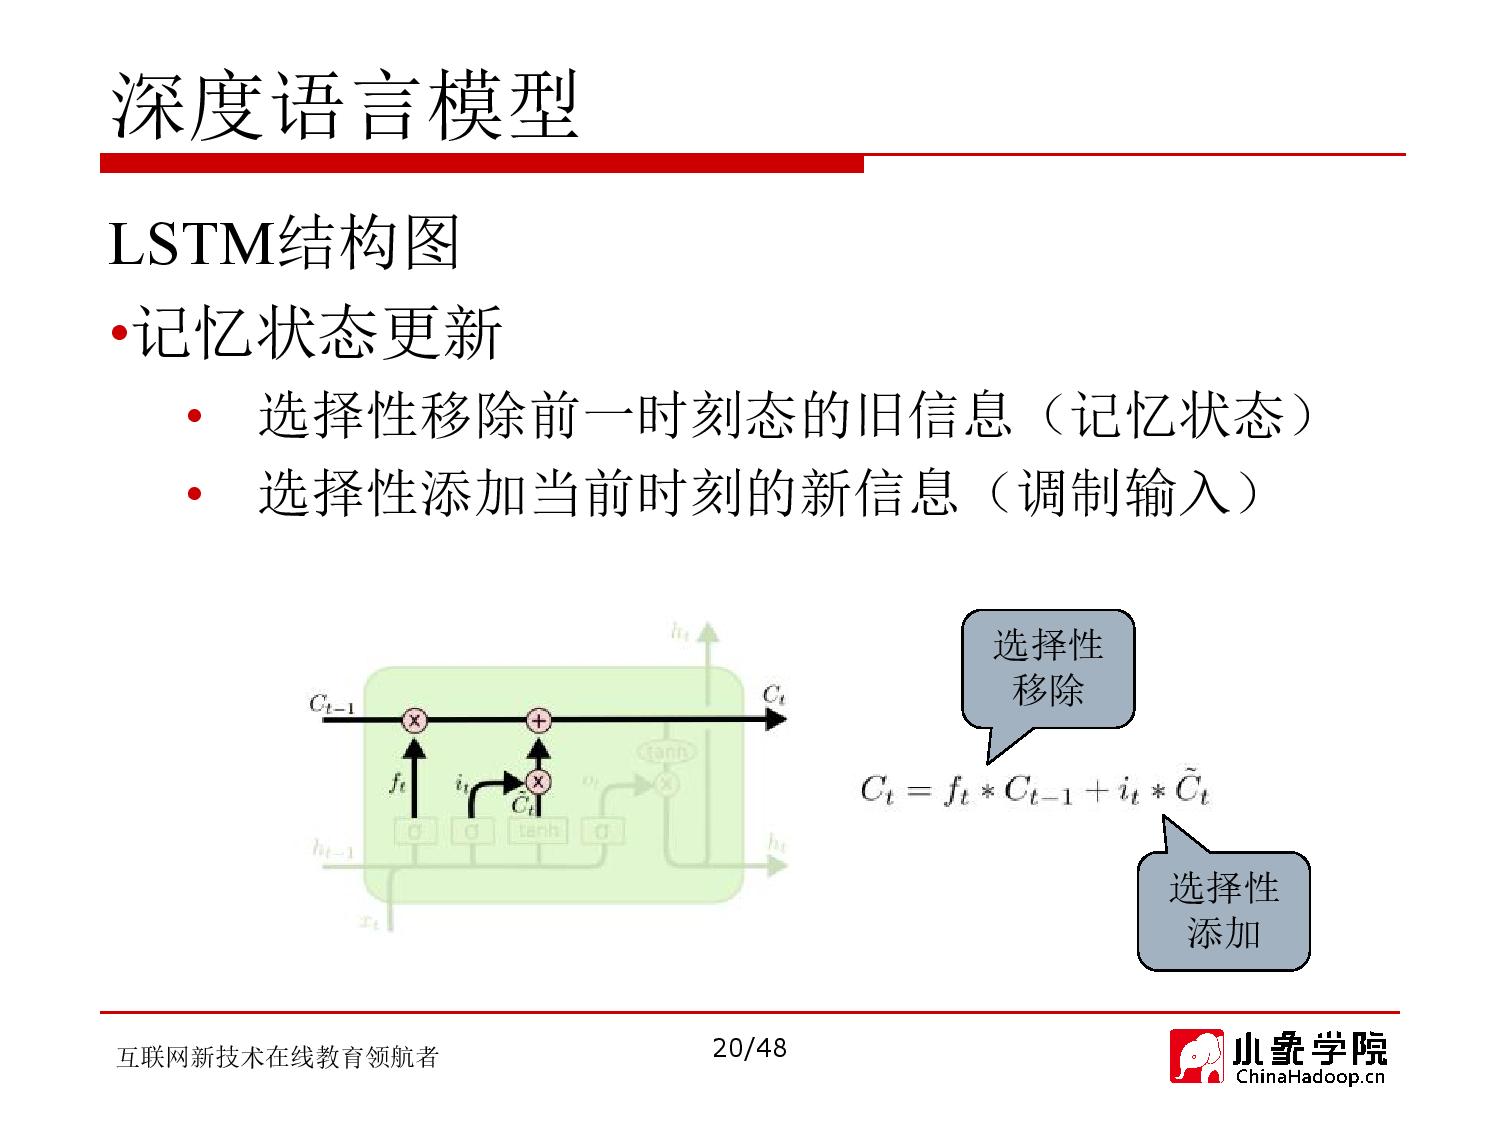 深度语言模型
LSTM结构图
•记忆状态更新
• 选择性移除前一时刻态的旧信息（记忆状态）
• 选择性添加当前时刻的新信息（调制输入）
选择性
移除
h_t
C_{t-1}
C_t
× +
tanh
f_t i_t × C̃_t o_t ×
C_t = f_t * C_{t-1} + i_t * C̃_t
σ σ tanh σ
h_{t-1}
h_t
x_t
选择性
添加
互联网新技术在线教育领航者
20/48
小象学院
ChinaHadoop.cn